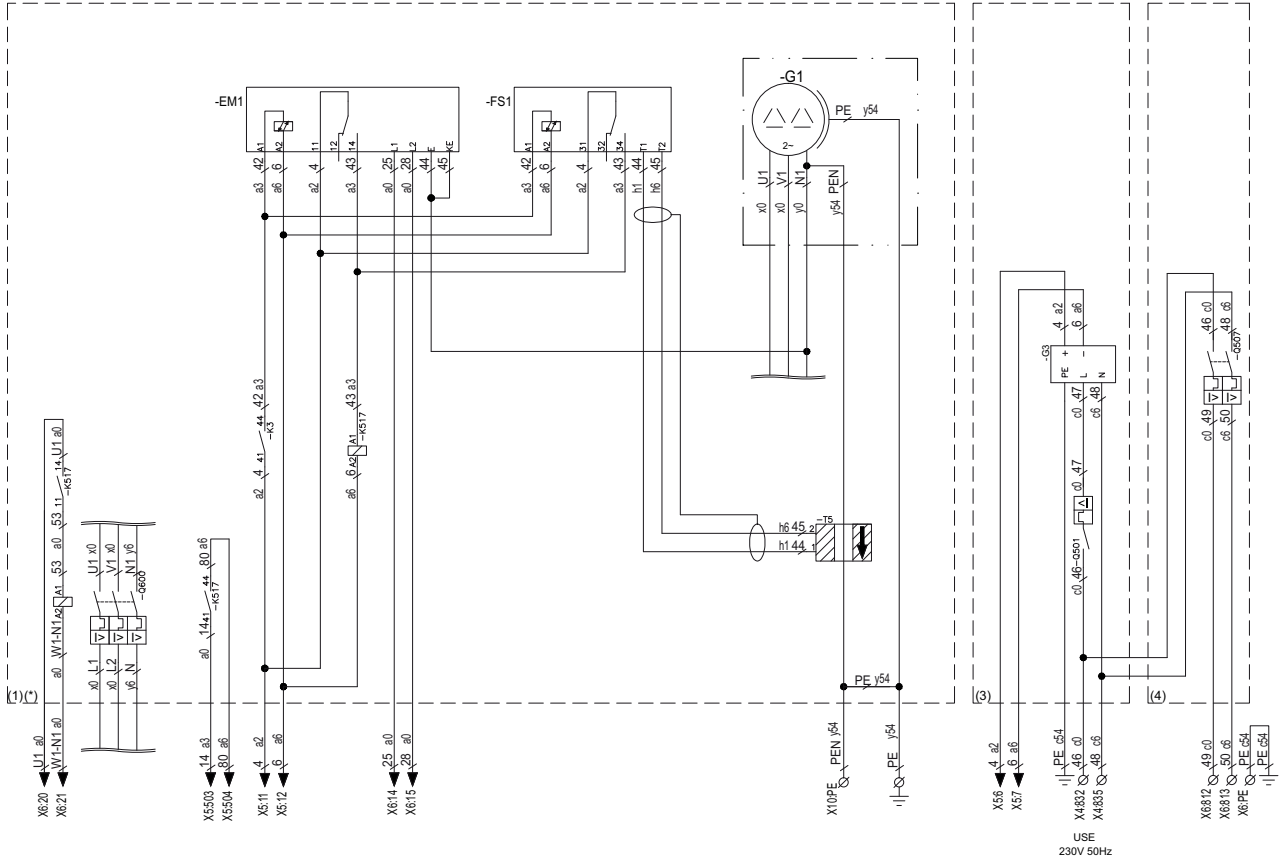 -EM1
A1
A2
11
12
14
L1
L2
E
KE
42
6
4
43
25
28
44
45
a3
a6
a2
a3
a0
a0
-FS1
A1
A2
31
32
34
T1
T2
42
6
4
43
44
45
a3
a6
a2
a3
h1
h6
-G1
2~
PE y54
U1
V1
N1
PEN
x0
x0
y0
y54
42 a3
44
-K3
41
4
a2
43 a3
A1
-K517
A2
6
a6
U1 a0
14
-K517
11
53
a0
53
A1
A2
W1-N1
a0
U1 x0
V1 x0
N1 y6
-Q600
I>
I>
I>
L1
L2
N
x0
x0
y6
80 a6
44
-K517
41
14
a0
-T5
h6 45 2
h1 44 1
PE y54
(1)(*)
U1 a0
W1-N1 a0
X6:20
X6:21
14 a3
80 a6
X5:503
X5:504
4 a2
6 a6
X5:11
X5:12
25 a0
28 a0
X6:14
X6:15
PEN y54
X10:PE
PE y54
4 a2
6 a6
-G3
+
-
PE
L
N
47
48
c0
c6
47
c0
I>
-Q501
46
c0
(3)
4 a2
6 a6
X5:6
X5:7
PE c54
46 c0
48 c6
X4:832
X4:835
USE
230V 50Hz
46 c0
48 c6
-Q507
I>
I>
49
50
c0
c6
(4)
49 c0
50 c6
X6:812
X6:813
X6:PE
PE c54
PE c54